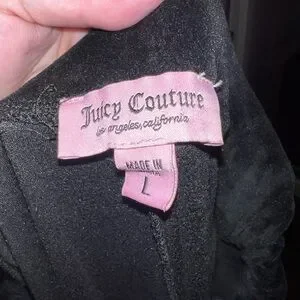 Juicy Couture
los angeles, california
MADE IN
L